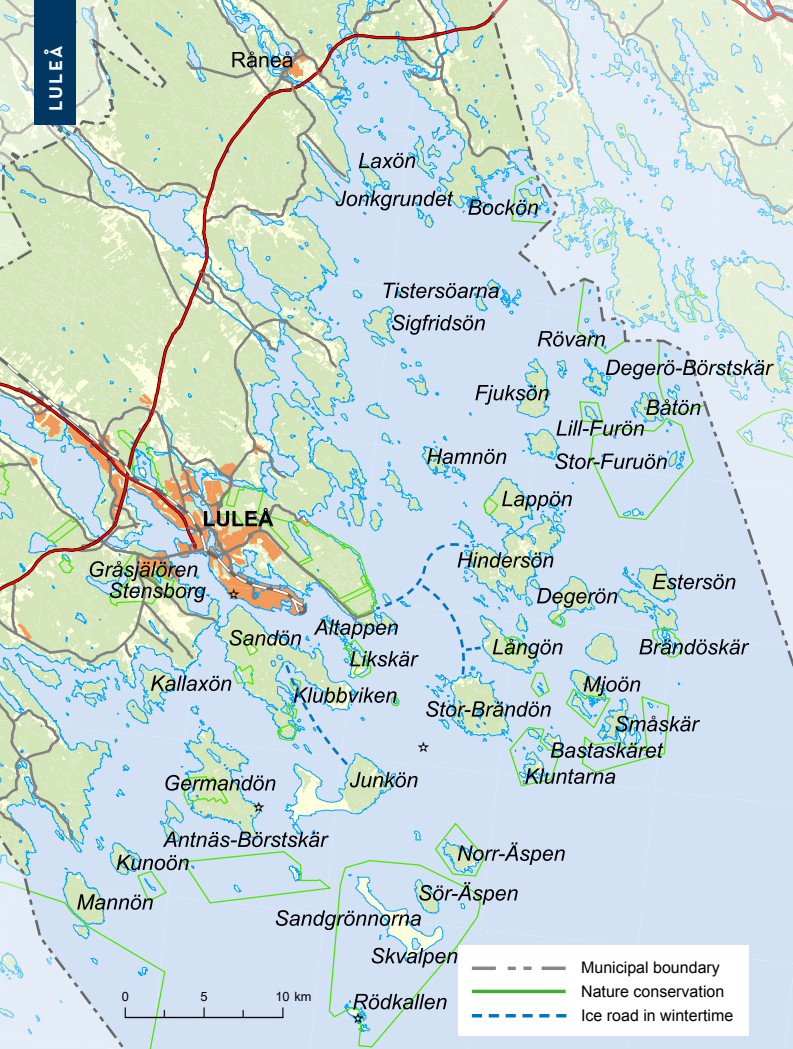 LULEÅ
Råneå
Laxön
Jonkgrundet
Bockön
Tistersöarna
Sigfridsön
Rövarn
Degerö-Börstskär
Fjuksön
Båtön
Lill-Furön
Hamnön
Stor-Furuön
Lappön
LULEÅ
Hindersön
Gråsjälören
Estersön
Stensborg
Degerön
Altappen
Sandön
Långön
Brändöskär
Likskär
Kallaxön
Mjoön
Klubbviken
Stor-Brändön
Småskär
Bastaskäret
Kluntarna
Germandön
Junkön
Antnäs-Börstskär
Norr-Äspen
Kunoön
Sör-Äspen
Mannön
Sandgrönnorna
Skvalpen
Rödkallen
0 5 10 km
Municipal boundary
Nature conservation
Ice road in wintertime